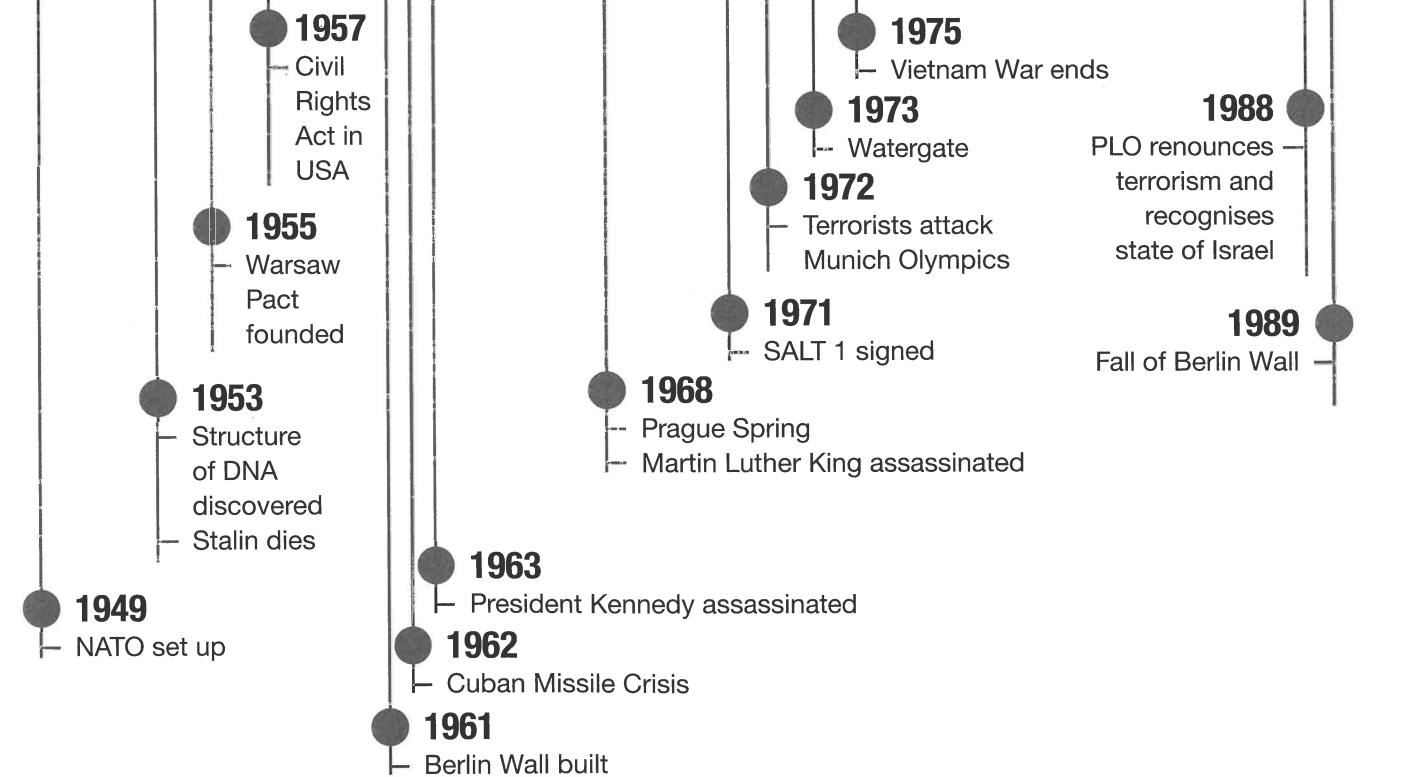 1957
Civil
Rights
Act in
USA
1955
Warsaw
Pact
founded
1953
Structure
of DNA
discovered
Stalin dies
1949
NATO set up
1963
President Kennedy assassinated
1962
Cuban Missile Crisis
1961
Berlin Wall built
1975
Vietnam War ends
1973
Watergate
1972
Terrorists attack
Munich Olympics
1971
SALT 1 signed
1968
Prague Spring
Martin Luther King assassinated
1988
PLO renounces
terrorism and
recognises
state of Israel
1989
Fall of Berlin Wall